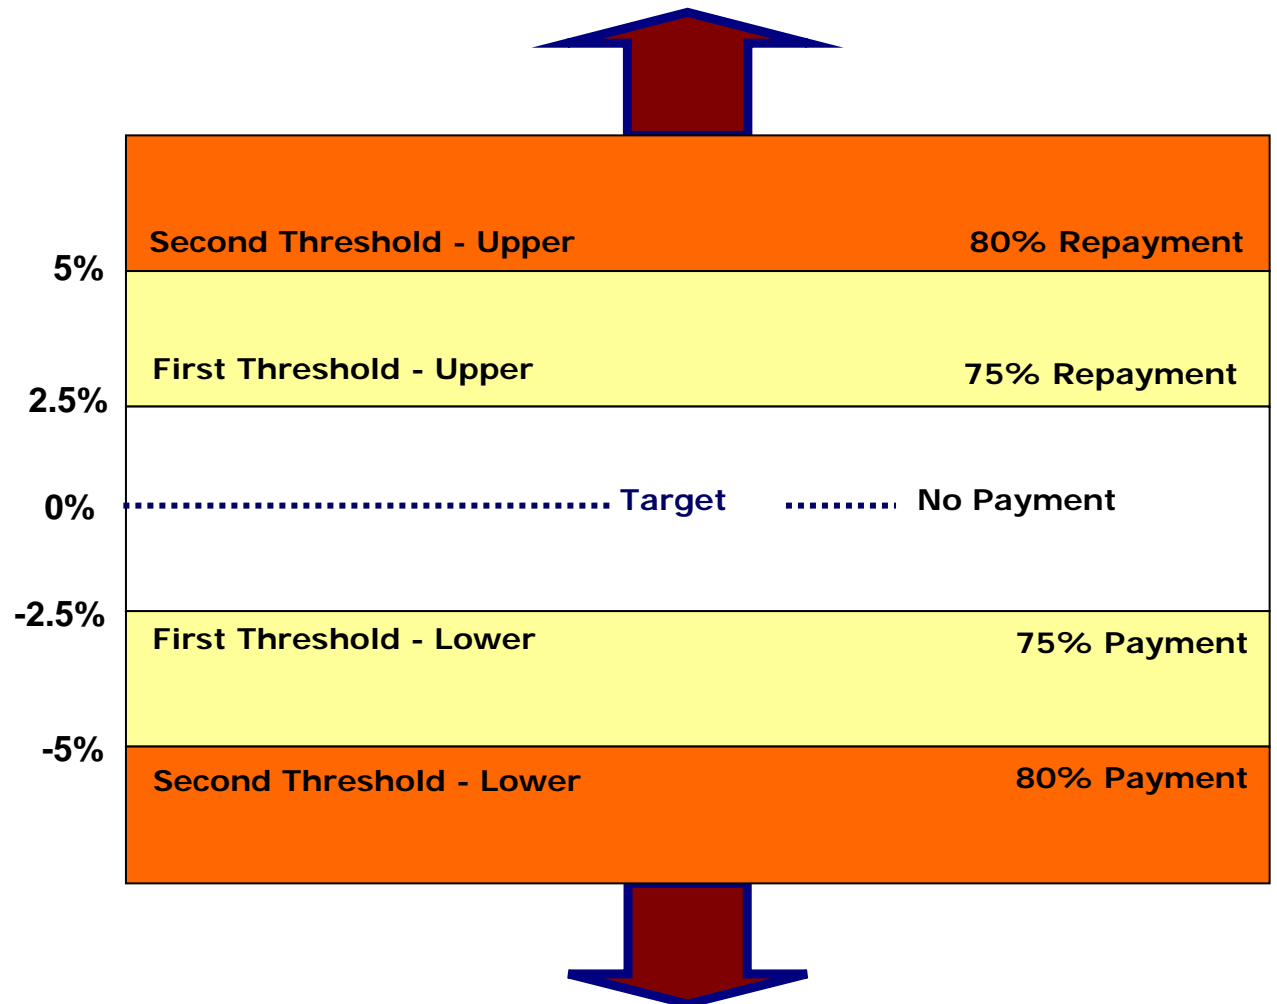 Second Threshold - Upper 80% Repayment
5%
First Threshold - Upper 75% Repayment
2.5%
0% Target No Payment
-2.5%
First Threshold - Lower 75% Payment
-5%
Second Threshold - Lower 80% Payment